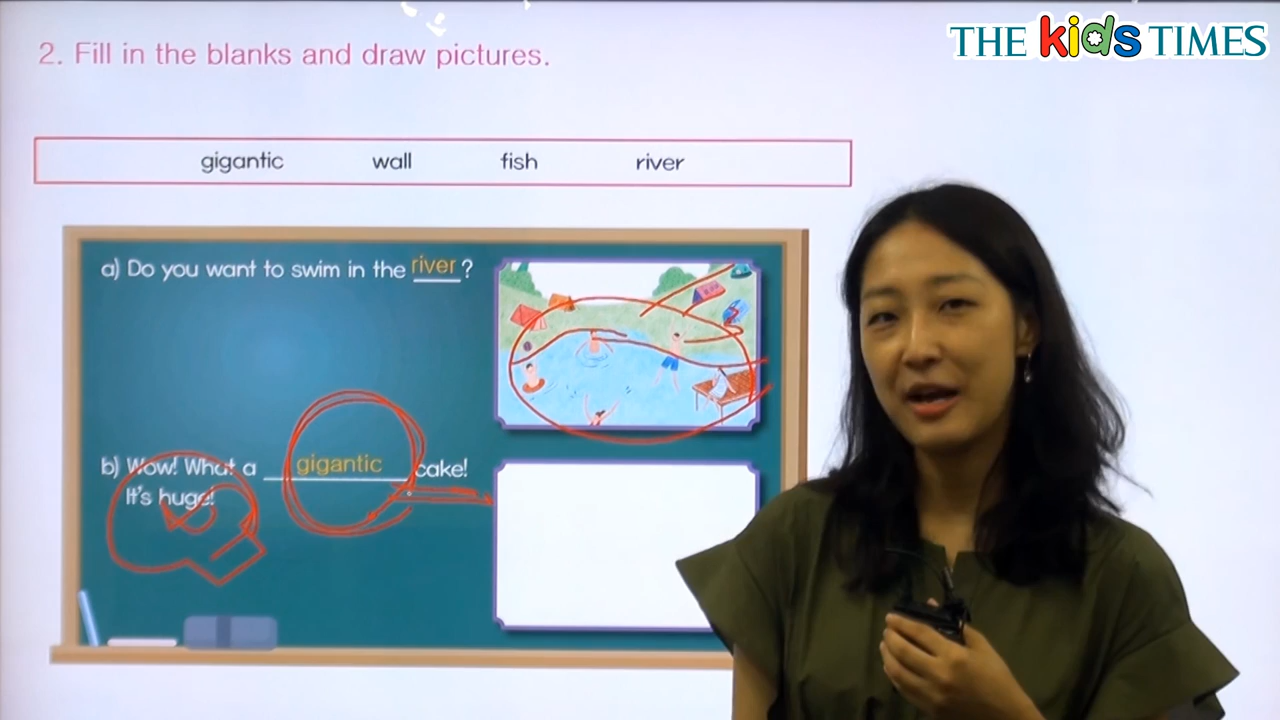 THE kids TIMES
2. Fill in the blanks and draw pictures.
gigantic wall fish river
a) Do you want to swim in the river?
b) Wow! What a gigantic cake!
It's huge!